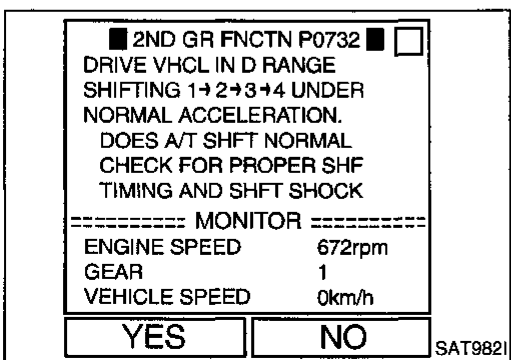 2ND GR FNCTN P0732
DRIVE VHCL IN D RANGE
SHIFTING 1→2→3→4 UNDER
NORMAL ACCELERATION.
DOES A/T SHFT NORMAL
CHECK FOR PROPER SHF
TIMING AND SHFT SHOCK
========== MONITOR ==========
ENGINE SPEED 672rpm
GEAR 1
VEHICLE SPEED 0km/h
YES NO
SAT982I